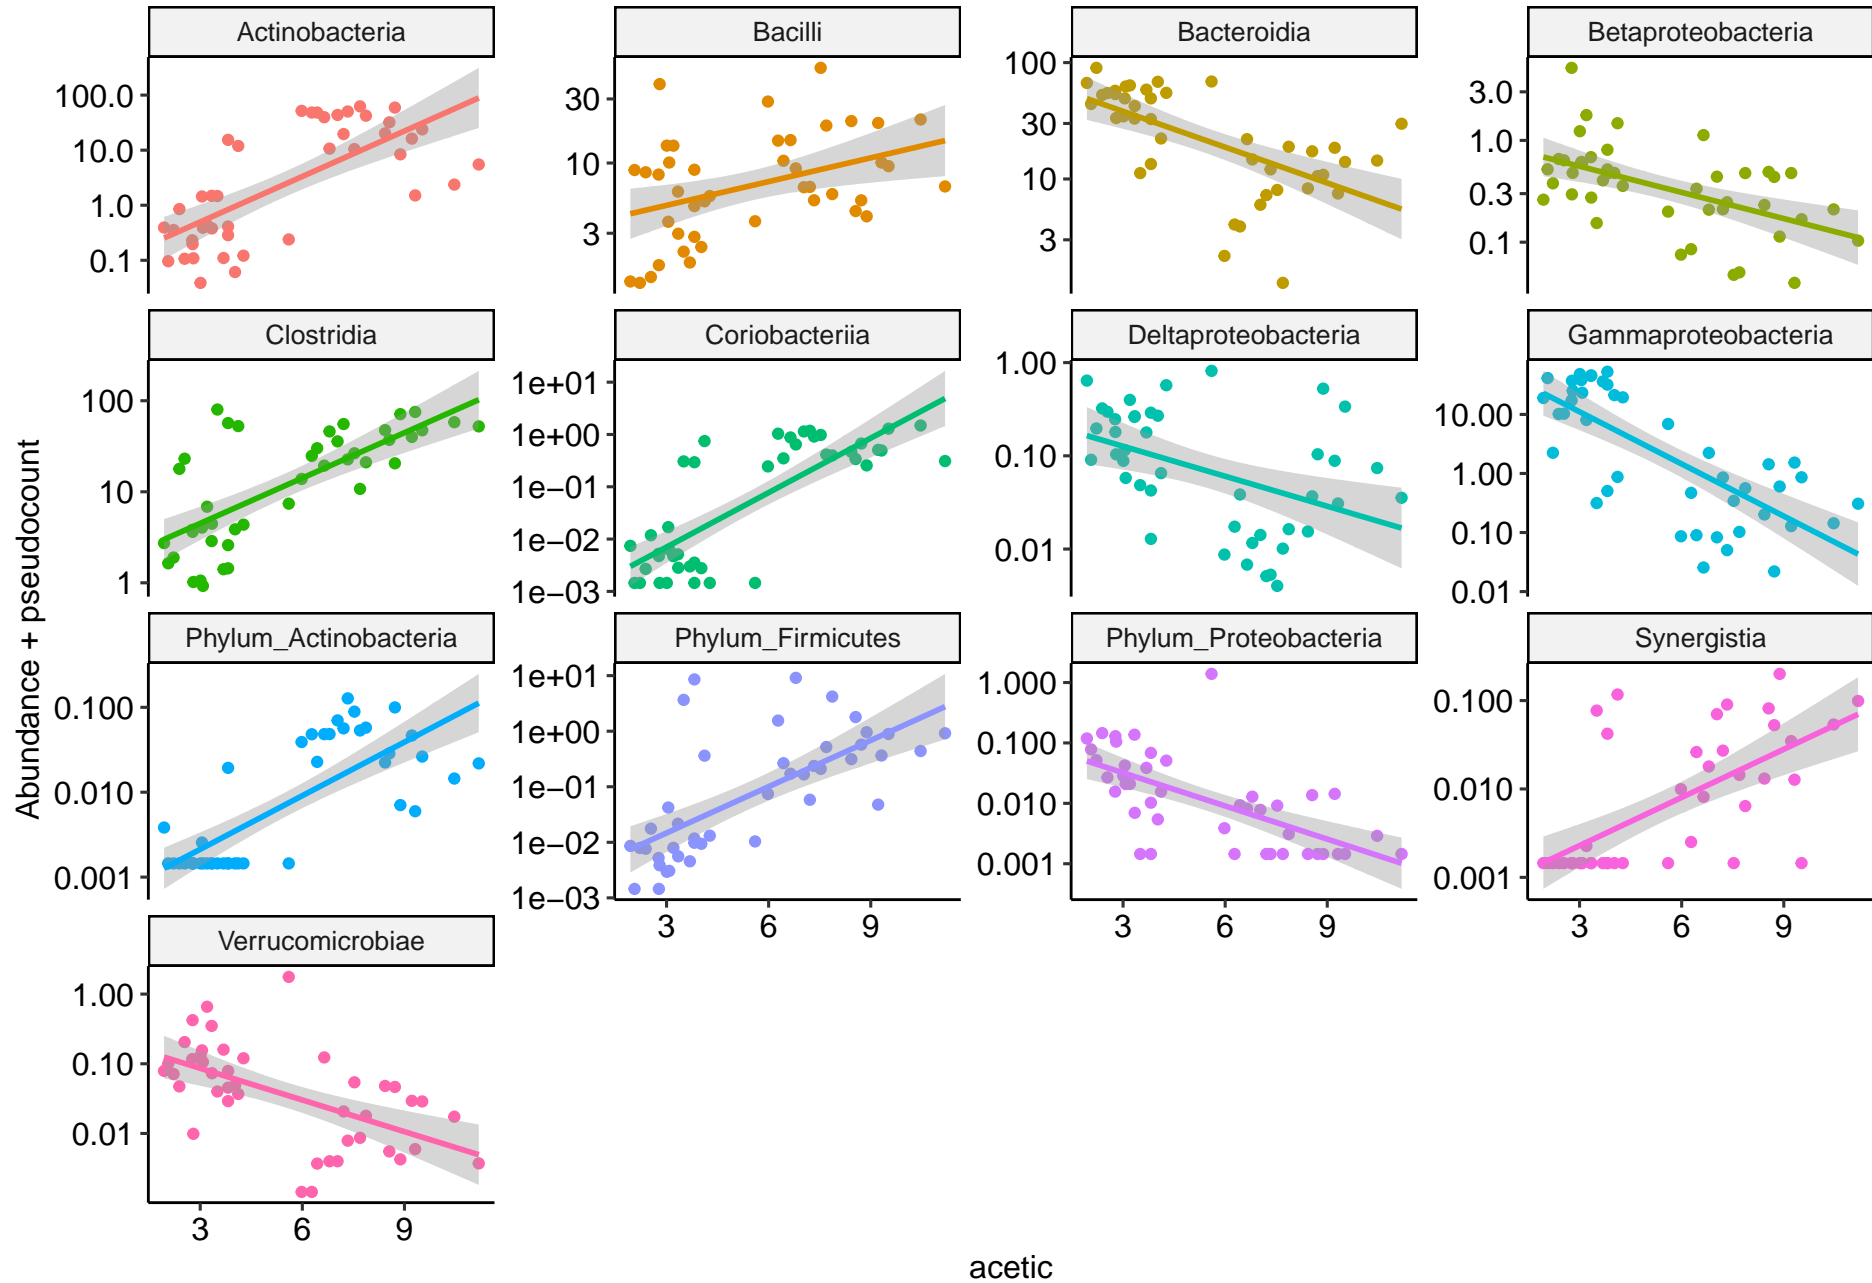 Actinobacteria
Bacilli
Bacteroidia
Betaproteobacteria
100.0
10.0
1.0
0.1
30
10
3
100
30
10
3
3.0
1.0
0.3
0.1
Clostridia
Coriobacteriia
Deltaproteobacteria
Gammaproteobacteria
100
10
1
1e+01
1e+00
1e−01
1e−02
1e−03
1.00
0.10
0.01
10.00
1.00
0.10
0.01
Phylum_Actinobacteria
Phylum_Firmicutes
Phylum_Proteobacteria
Synergistia
0.100
0.010
0.001
1e+01
1e+00
1e−01
1e−02
1e−03
1.000
0.100
0.010
0.001
0.100
0.010
0.001
3 6 9
3 6 9
3 6 9
Verrucomicrobiae
1.00
0.10
0.01
3 6 9
Abundance + pseudocount
acetic